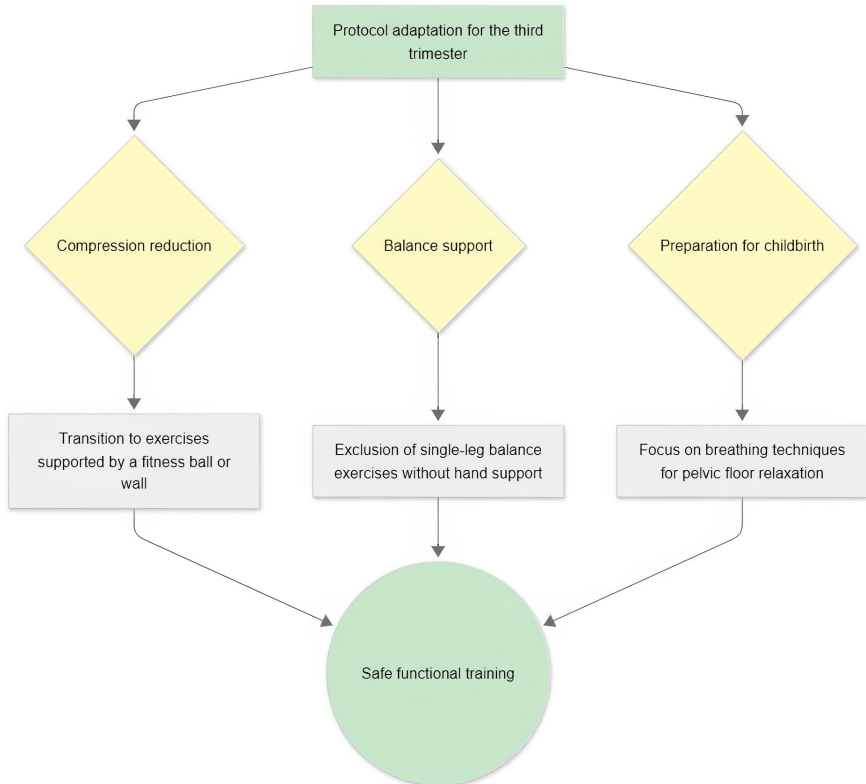 Protocol adaptation for the third
trimester
Compression reduction
Balance support
Preparation for childbirth
Transition to exercises
supported by a fitness ball or
wall
Exclusion of single-leg balance
exercises without hand support
Focus on breathing techniques
for pelvic floor relaxation
Safe functional training